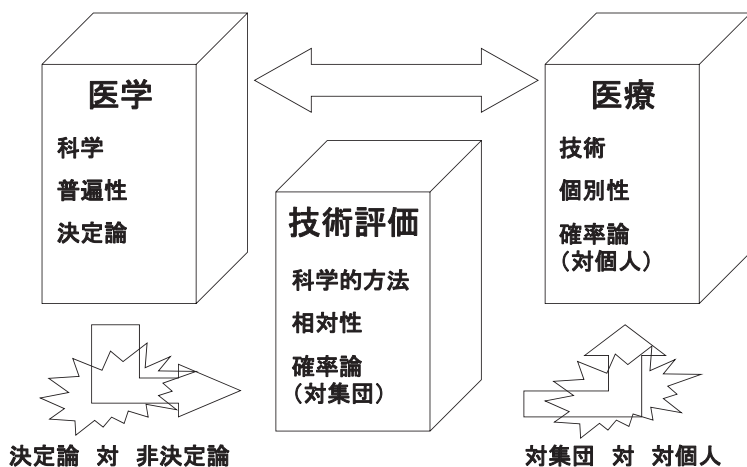 医学
科学
普遍性
決定論
医療
技術
個別性
確率論
（対個人）
技術評価
科学的方法
相対性
確率論
（対集団）
決定論 対 非決定論
対集団 対 対個人